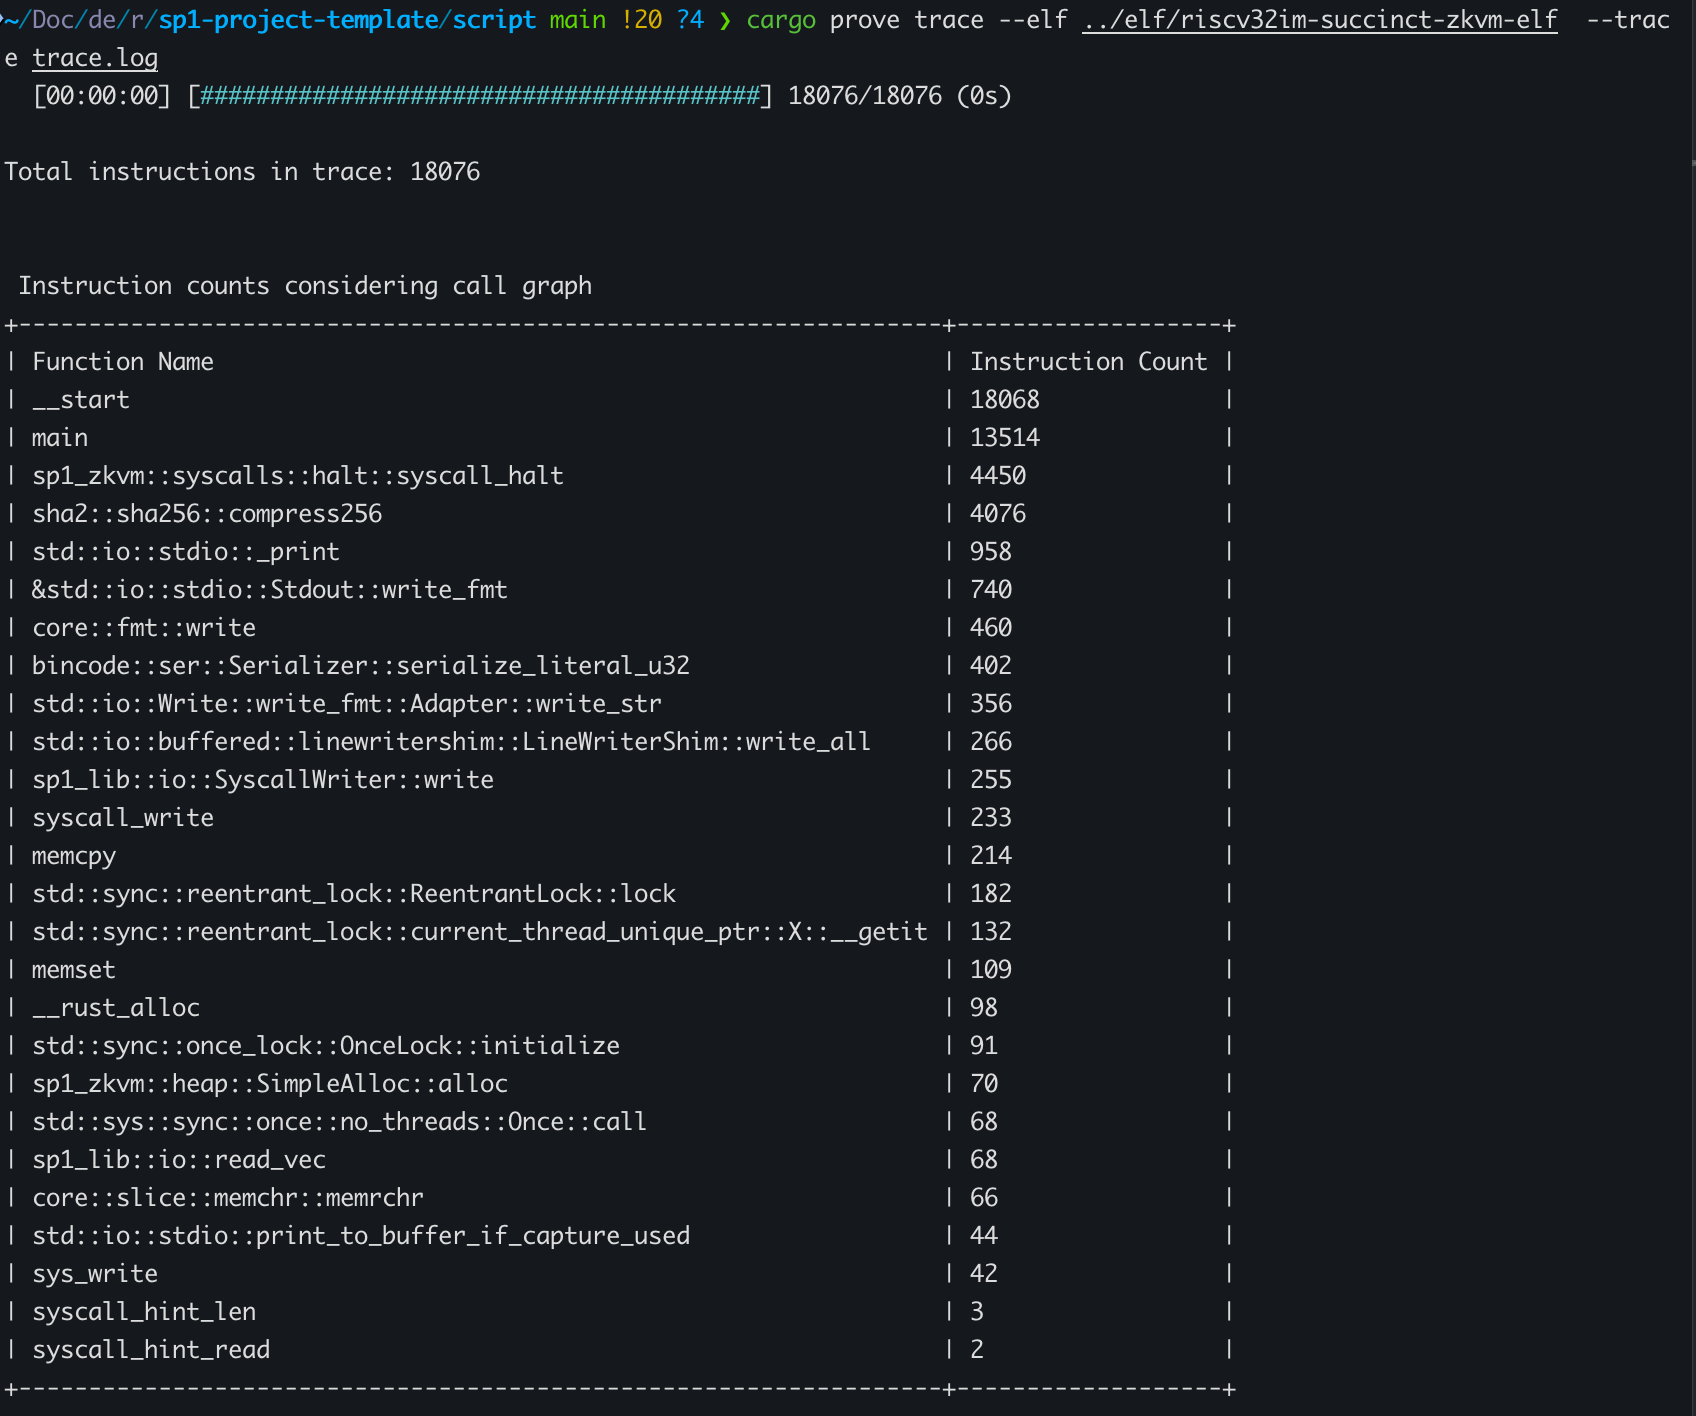 ~/Doc/de/r/sp1-project-template/script main !20 ?4 ❯ cargo prove trace --elf ../elf/riscv32im-succinct-zkvm-elf  --trac
e trace.log
  [00:00:00] [########################################] 18076/18076 (0s)
Total instructions in trace: 18076
 Instruction counts considering call graph
+------------------------------------------------------------------+-------------------+
| Function Name                                                    | Instruction Count |
| __start                                                          | 18068             |
| main                                                             | 13514             |
| sp1_zkvm::syscalls::halt::syscall_halt                           | 4450              |
| sha2::sha256::compress256                                        | 4076              |
| std::io::stdio::_print                                           | 958               |
| &std::io::stdio::Stdout::write_fmt                               | 740               |
| core::fmt::write                                                 | 460               |
| bincode::ser::Serializer::serialize_literal_u32                  | 402               |
| std::io::Write::write_fmt::Adapter::write_str                    | 356               |
| std::io::buffered::linewritershim::LineWriterShim::write_all     | 266               |
| sp1_lib::io::SyscallWriter::write                                | 255               |
| syscall_write                                                    | 233               |
| memcpy                                                           | 214               |
| std::sync::reentrant_lock::ReentrantLock::lock                   | 182               |
| std::sync::reentrant_lock::current_thread_unique_ptr::X::__getit | 132               |
| memset                                                           | 109               |
| __rust_alloc                                                     | 98                |
| std::sync::once_lock::OnceLock::initialize                       | 91                |
| sp1_zkvm::heap::SimpleAlloc::alloc                               | 70                |
| std::sys::sync::once::no_threads::Once::call                     | 68                |
| sp1_lib::io::read_vec                                            | 68                |
| core::slice::memchr::memrchr                                     | 66                |
| std::io::stdio::print_to_buffer_if_capture_used                  | 44                |
| sys_write                                                        | 42                |
| syscall_hint_len                                                 | 3                 |
| syscall_hint_read                                                | 2                 |
+------------------------------------------------------------------+-------------------+